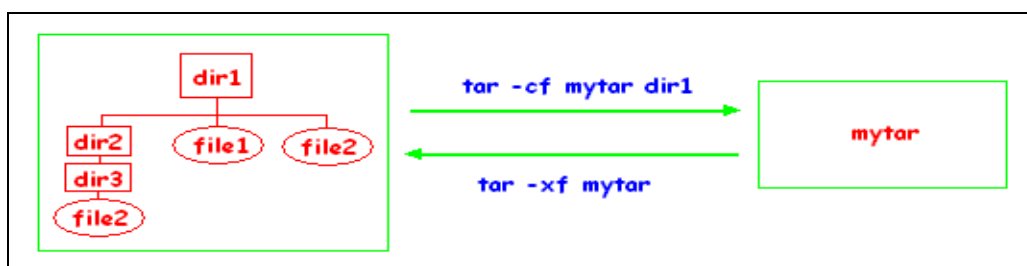 dir1
tar -cf mytar dir1
dir2
file1
file2
mytar
dir3
tar -xf mytar
file2